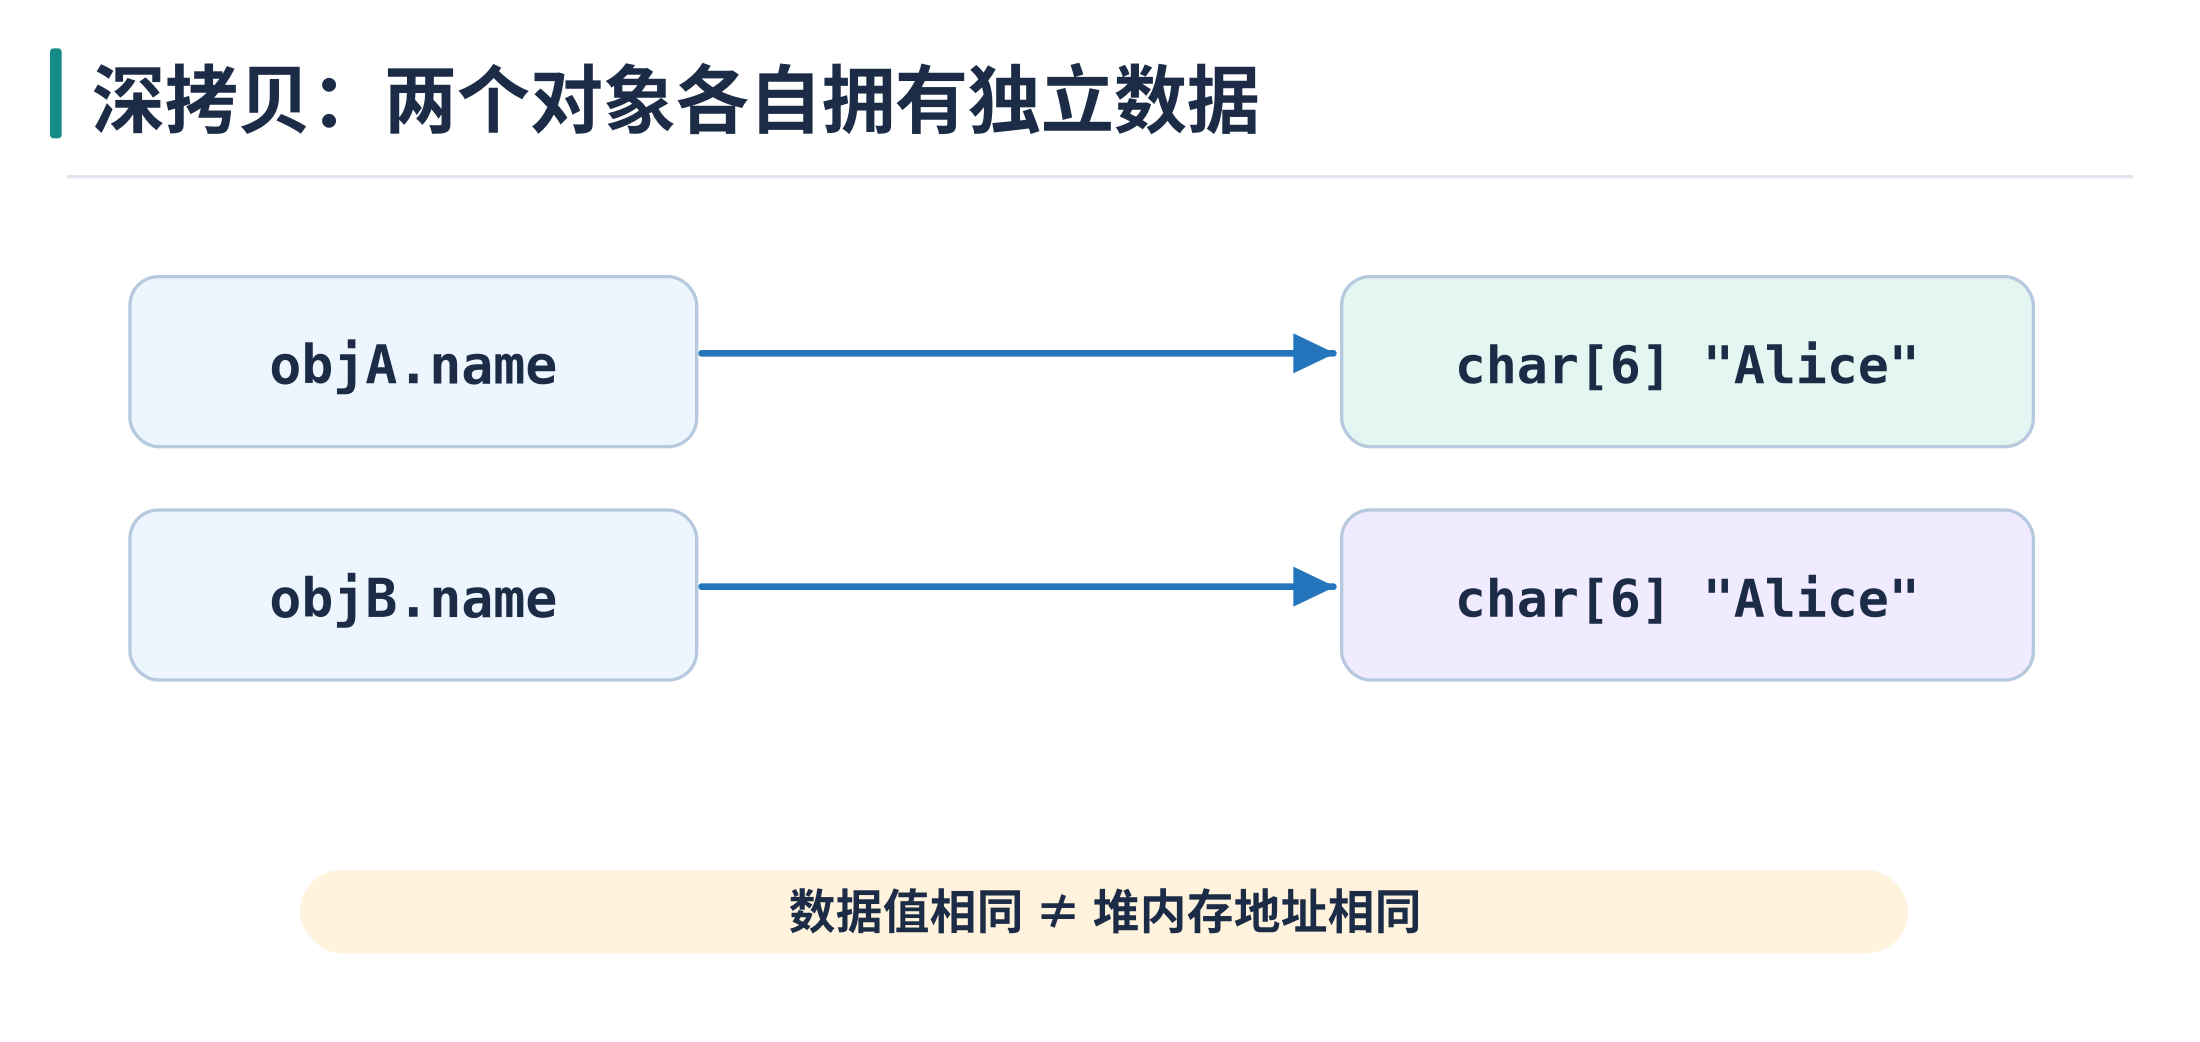 深拷贝：两个对象各自拥有独立数据
objA.name
char[6] "Alice"
objB.name
char[6] "Alice"
数据值相同 ≠ 堆内存地址相同